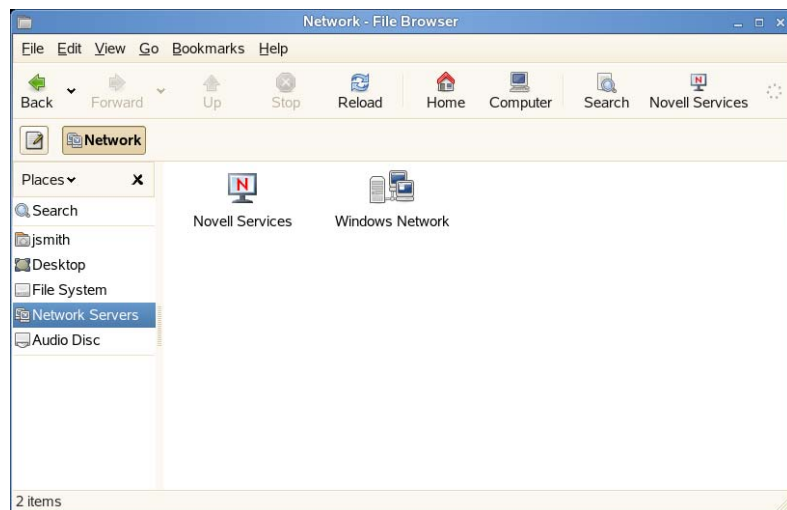 Network - File Browser
File Edit View Go Bookmarks Help
Back Forward Up Stop Reload Home Computer Search Novell Services
Network
Places
Search
jsmith
Desktop
File System
Network Servers
Audio Disc
N
Novell Services
Windows Network
2 items